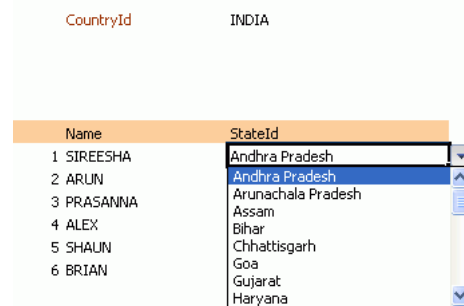 CountryId INDIA
Name StateId
1 SIREESHA Andhra Pradesh
Andhra Pradesh
2 ARUN
Arunachala Pradesh
3 PRASANNA
Assam
4 ALEX
Bihar
5 SHAUN
Chhattisgarh
6 BRIAN
Goa
Gujarat
Haryana